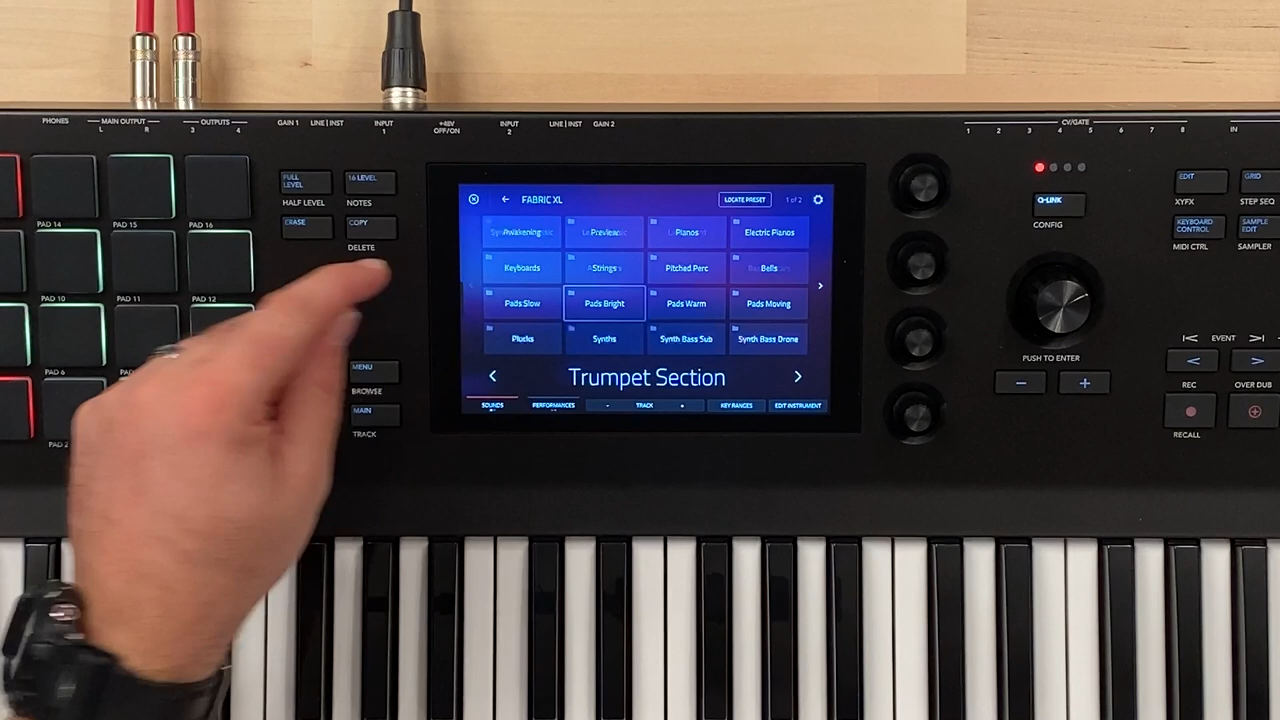 PHONES
MAIN OUTPUT
L R
OUTPUTS
3 4
GAIN 1
LINE | INST
INPUT
1
+48V
OFF/ON
INPUT
2
LINE | INST
GAIN 2
CV/GATE
1 2 3 4 5 6 7 8
IN
PAD 14
PAD 15
PAD 16
PAD 10
PAD 11
PAD 12
PAD 6
PAD 2
FULL
LEVEL
HALF LEVEL
16 LEVEL
NOTES
ERASE
COPY
DELETE
MENU
BROWSE
MAIN
TRACK
FABRIC XL
LOCATE PRESET
1 of 2
Awakening
Previews
Pianos
Electric Pianos
Keyboards
Strings
Pitched Perc
Bells
Pads Slow
Pads Bright
Pads Warm
Pads Moving
Plucks
Synths
Synth Bass Sub
Synth Bass Drone
< Trumpet Section >
SOUNDS
PERFORMANCES
- TRACK +
KEY RANGES
EDIT INSTRUMENT
Q-LINK
CONFIG
PUSH TO ENTER
− +
EDIT
XYFX
GRID
STEP SEQ
KEYBOARD
CONTROL
MIDI CTRL
SAMPLE
EDIT
SAMPLER
EVENT
< >
REC
OVER DUB
RECALL